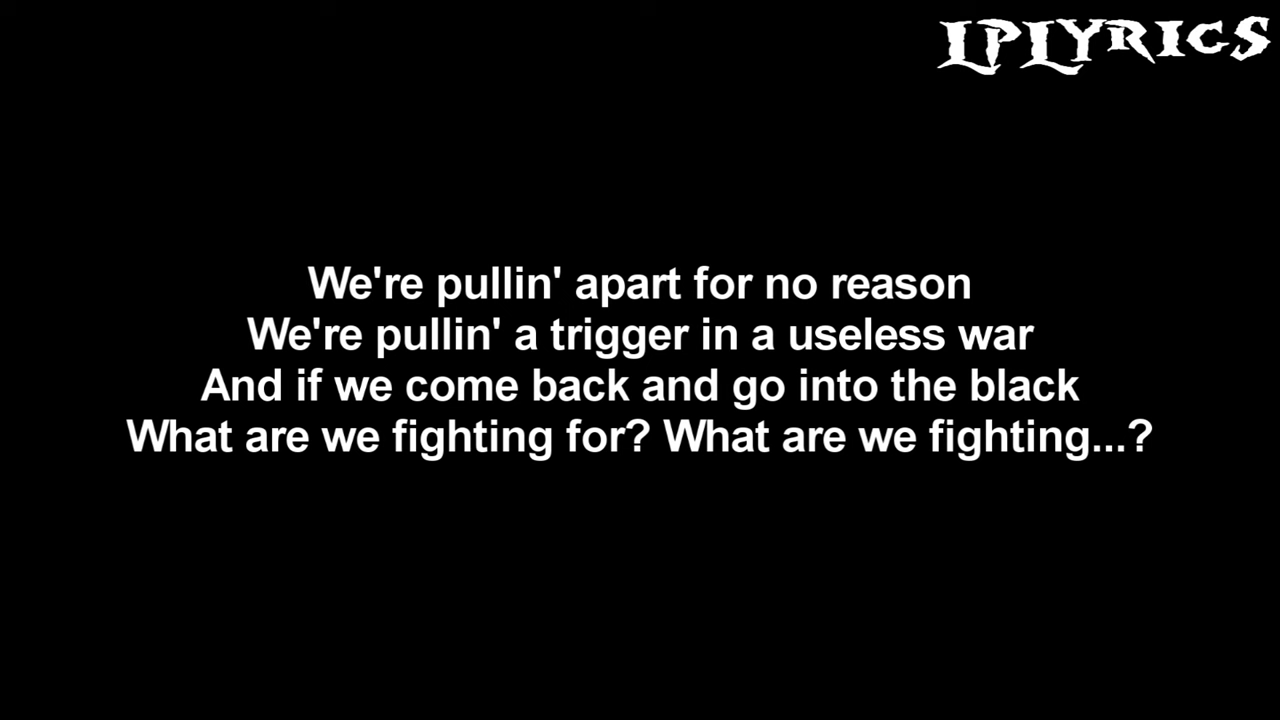 LPLYRICS
We're pullin' apart for no reason
We're pullin' a trigger in a useless war
And if we come back and go into the black
What are we fighting for? What are we fighting...?